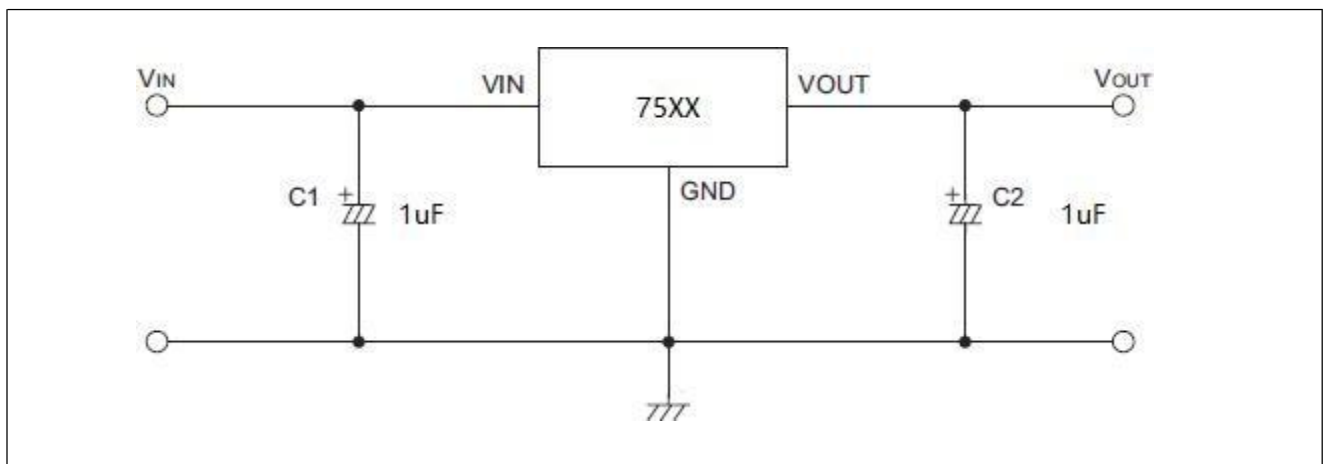 VIN
VIN
75XX
VOUT
VOUT
GND
C1
+
1uF
+
C2
1uF